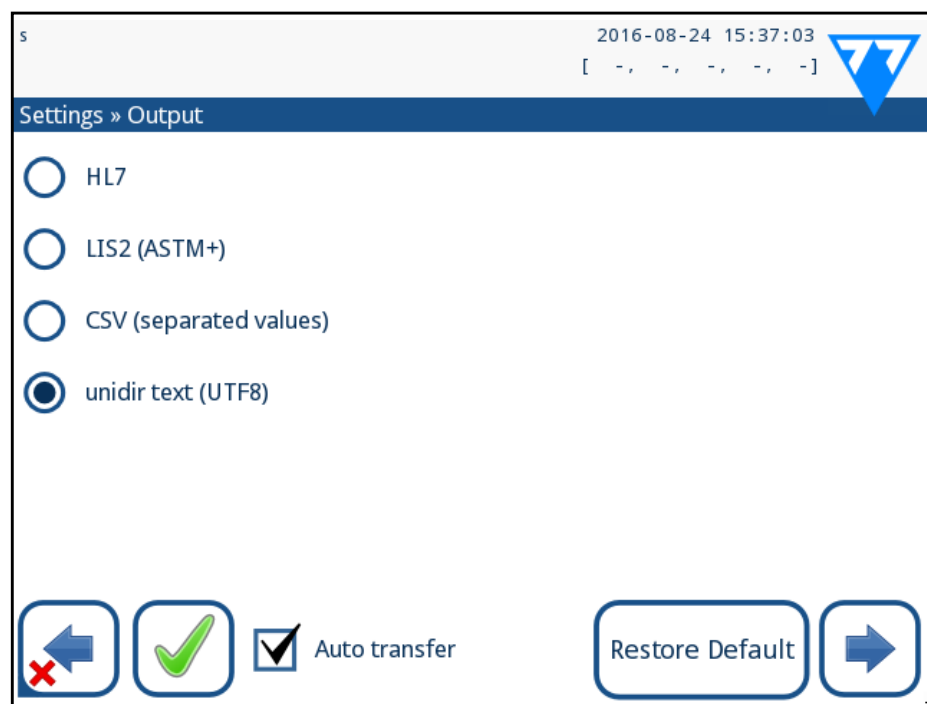 s
2016-08-24 15:37:03
[ -, -, -, -, -]
Settings » Output
HL7
LIS2 (ASTM+)
CSV (separated values)
unidir text (UTF8)
Auto transfer
Restore Default